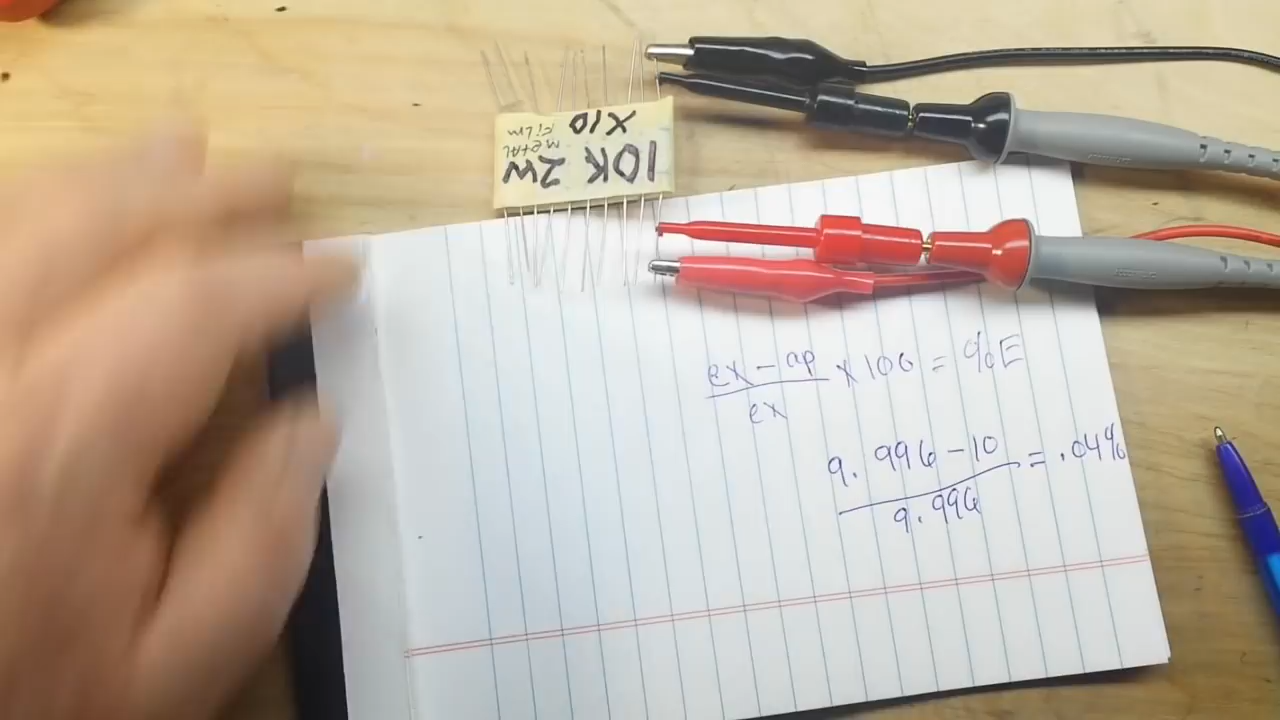 10K 2W
METAL
FILM
X10
ex - ap
ex
x 100 = %E
9.996 - 10
9.996
= .04%